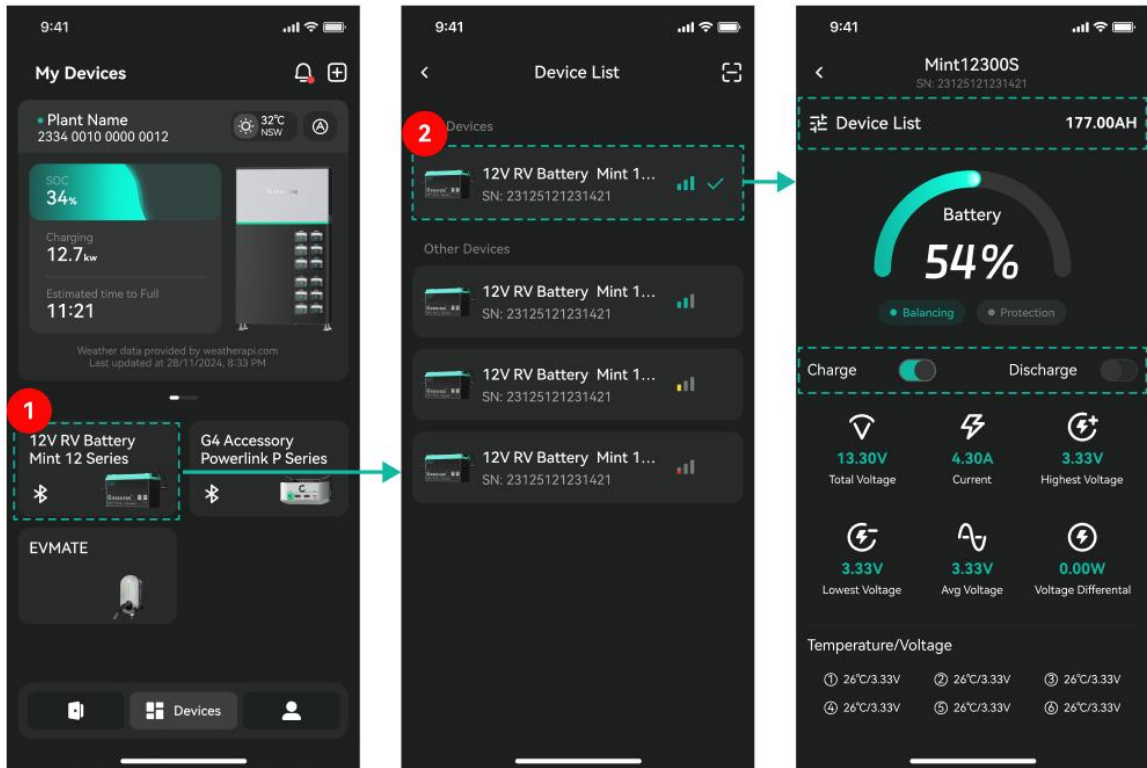 9:41
My Devices
Plant Name
2334 0010 0000 0012
32°C
NSW
SOC
34%
Charging
12.7kw
Estimated time to Full
11:21
Weather data provided by weatherapi.com
Last updated at 28/11/2024, 8:33 PM
1
12V RV Battery
Mint 12 Series
G4 Accessory
Powerlink P Series
EVMATE
Devices
9:41
Device List
2
Devices
12V RV Battery Mint 1...
SN: 23125121231421
Other Devices
12V RV Battery Mint 1...
SN: 23125121231421
12V RV Battery Mint 1...
SN: 23125121231421
12V RV Battery Mint 1...
SN: 23125121231421
9:41
Mint12300S
SN: 23125121231421
Device List 177.00AH
Battery
54%
Balancing Protection
Charge Discharge
13.30V 4.30A 3.33V
Total Voltage Current Highest Voltage
3.33V 3.33V 0.00W
Lowest Voltage Avg Voltage Voltage Differental
Temperature/Voltage
① 26°C/3.33V ② 26°C/3.33V ③ 26°C/3.33V
④ 26°C/3.33V ⑤ 26°C/3.33V ⑥ 26°C/3.33V